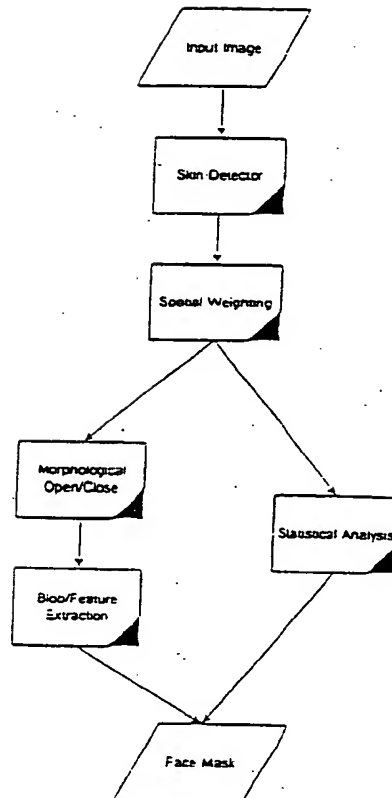 Input Image
Skin Detector
Spatial Weighting
Morphological
Open/Close
Statistical Analysis
Blob/Feature
Extraction
Face Mask